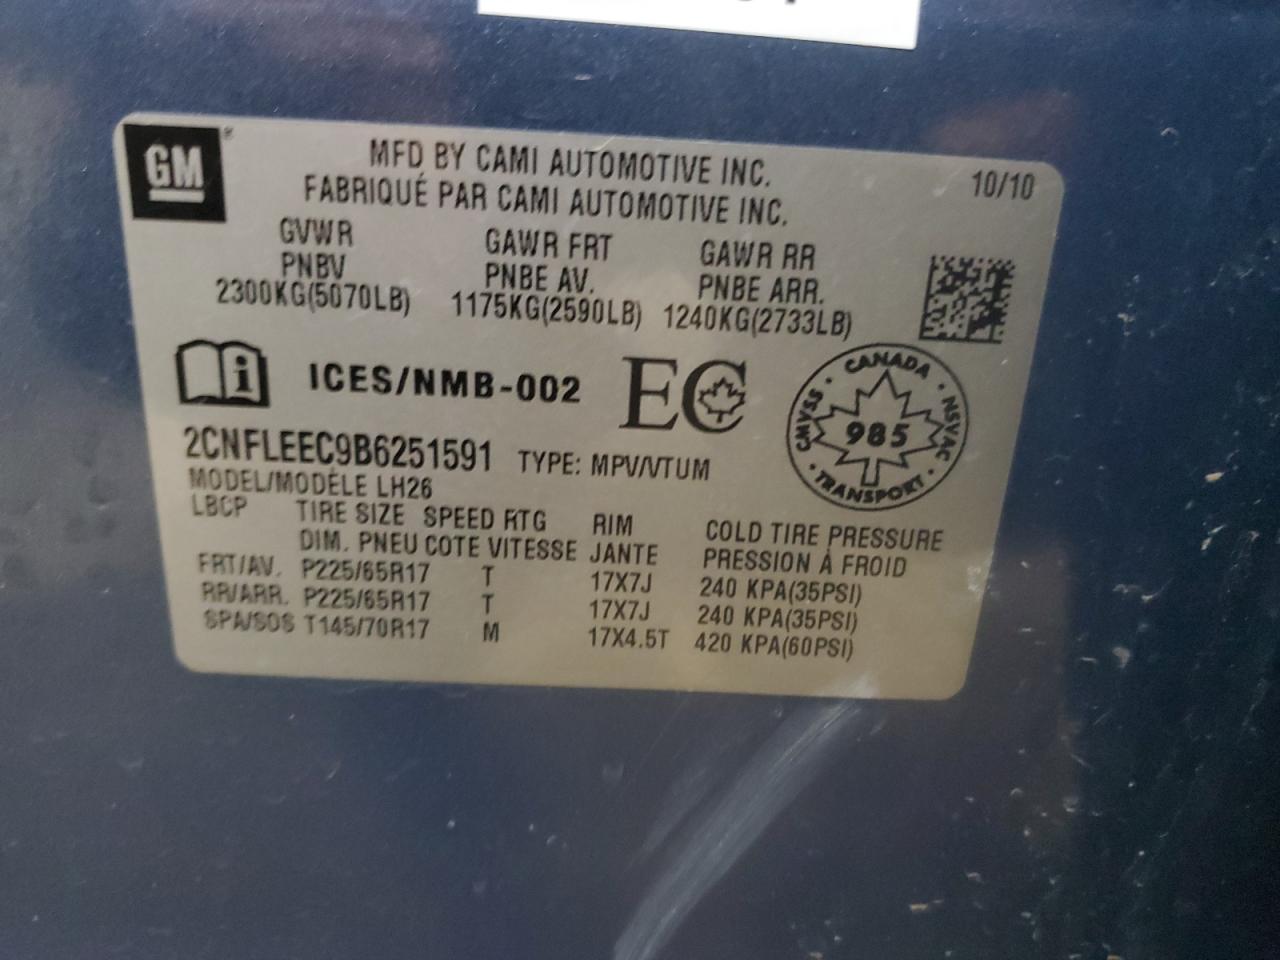 GM®
MFD BY CAMI AUTOMOTIVE INC.
FABRIQUÉ PAR CAMI AUTOMOTIVE INC.
10/10
GVWR GAWR FRT GAWR RR
PNBV PNBE AV. PNBE ARR.
2300KG(5070LB) 1175KG(2590LB) 1240KG(2733LB)
i ICES/NMB-002 EC
CANADA
CMVSS · NSVAC
985
· TRANSPORT ·
2CNFLEEC9B6251591 TYPE: MPV/VTUM
MODEL/MODÈLE LH26
LBCP TIRE SIZE SPEED RTG RIM COLD TIRE PRESSURE
DIM. PNEU COTE VITESSE JANTE PRESSION À FROID
FRT/AV. P225/65R17 T 17X7J 240 KPA(35PSI)
RR/ARR. P225/65R17 T 17X7J 240 KPA(35PSI)
SPA/SOS T145/70R17 M 17X4.5T 420 KPA(60PSI)